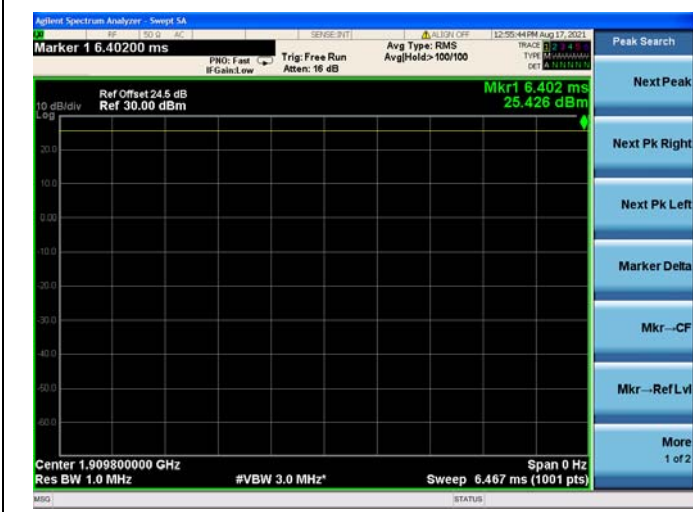 Agilent Spectrum Analyzer - Swept SA
RF 50 Ω AC SENSE:INT ALIGN OFF 12:55:44 PM Aug 17, 2021
Marker 1 6.40200 ms
PNO: Fast
IFGain:Low
Trig: Free Run
Atten: 16 dB
Avg Type: RMS
Avg|Hold:>100/100
TRACE 1 2 3 4 5 6
TYPE
DET A N N N N N
Peak Search
Mkr1 6.402 ms
25.426 dBm
Ref Offset 24.5 dB
10 dB/div Ref 30.00 dBm
Log
20.0
10.0
0.00
-10.0
-20.0
-30.0
-40.0
-50.0
-60.0
Center 1.909800000 GHz Span 0 Hz
Res BW 1.0 MHz #VBW 3.0 MHz* Sweep 6.467 ms (1001 pts)
MSG STATUS
Next Peak
Next Pk Right
Next Pk Left
Marker Delta
Mkr→CF
Mkr→Ref Lvl
More
1 of 2